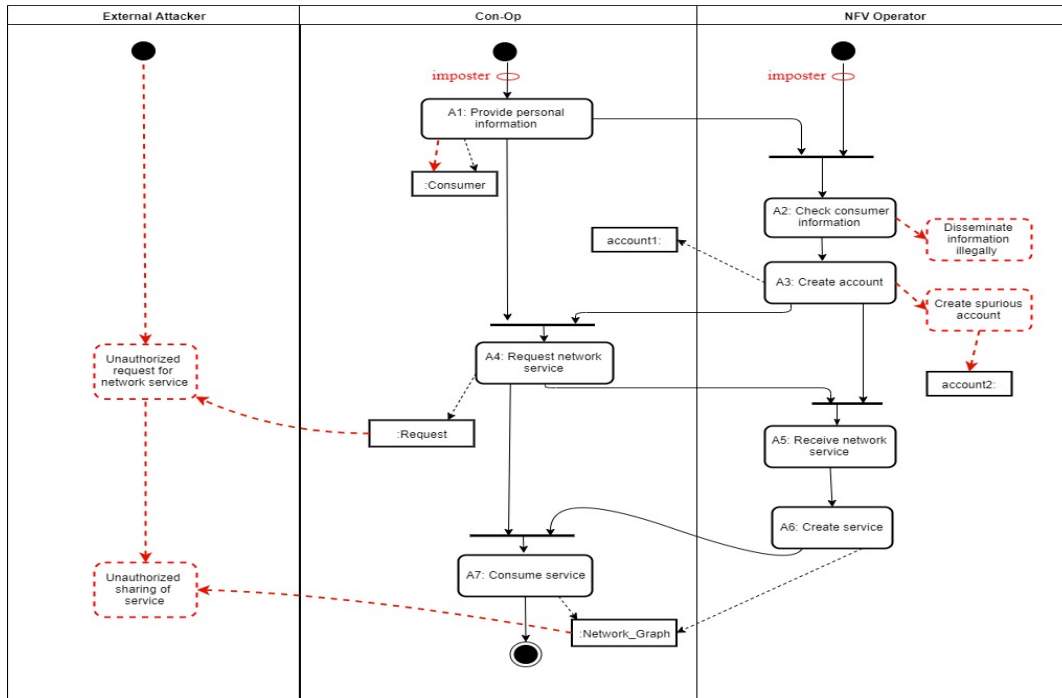 External Attacker
Con-Op
NFV Operator
imposter
imposter
A1: Provide personal
information
:Consumer
A2: Check consumer
information
Disseminate
information
illegally
account1:
A3: Create account
Create spurious
account
Unauthorized
request for
network service
A4: Request network
service
account2:
:Request
A5: Receive network
service
A6: Create service
Unauthorized
sharing of
service
A7: Consume service
:Network_Graph